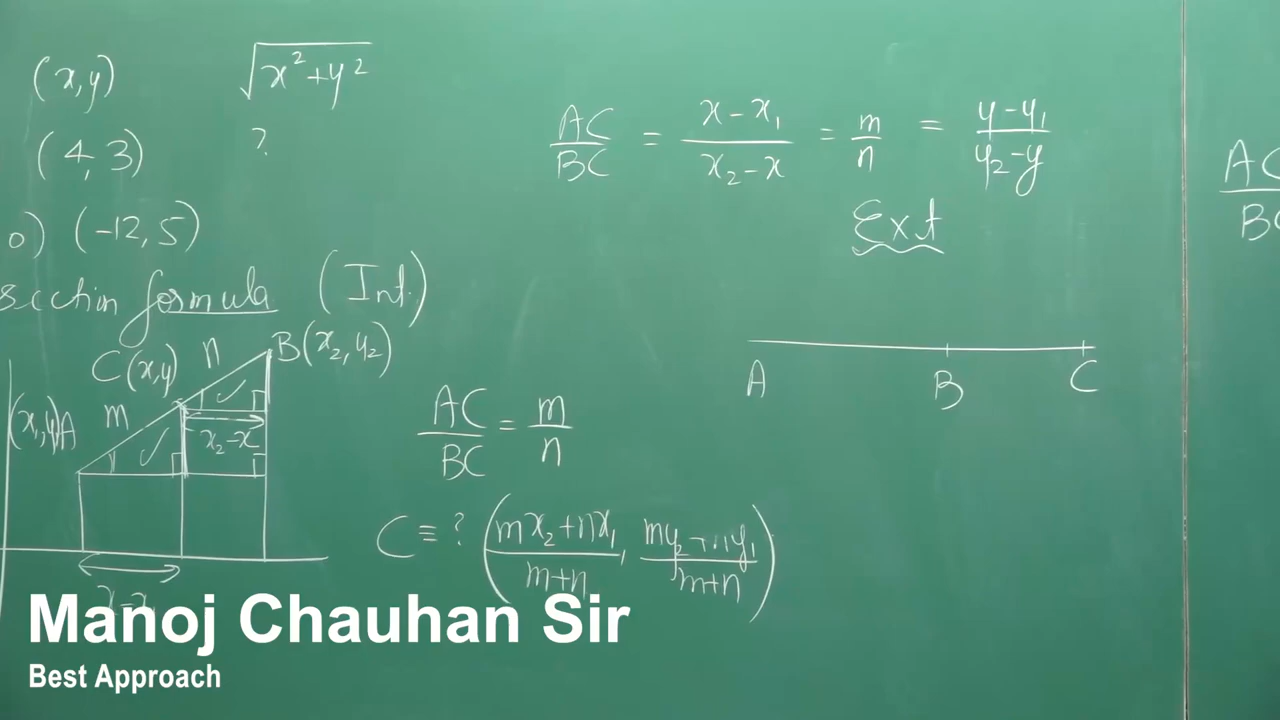 (x,y) √(x²+y²)
(4,3) ?
o) (-12,5)
section formula (Int.)
C(x,y) n B(x₂,y₂)
(x₁,y₁)A m x₂-x
x-x₁
AC/BC = (x-x₁)/(x₂-x) = m/n = (y-y₁)/(y₂-y)
Ext
A B C
AC/BC = m/n
C ≡ ? ((mx₂+nx₁)/(m+n), (my₂+ny₁)/(m+n))
AC
BC
Manoj Chauhan Sir
Best Approach